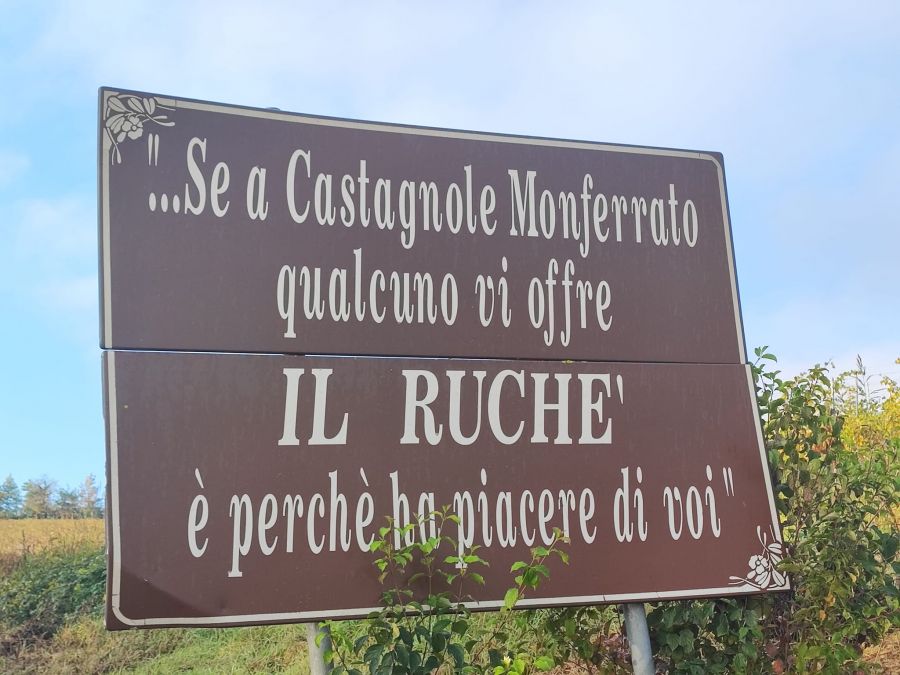 "...Se a Castagnole Monferrato
qualcuno vi offre
IL RUCHE'
è perchè ha piacere di voi"